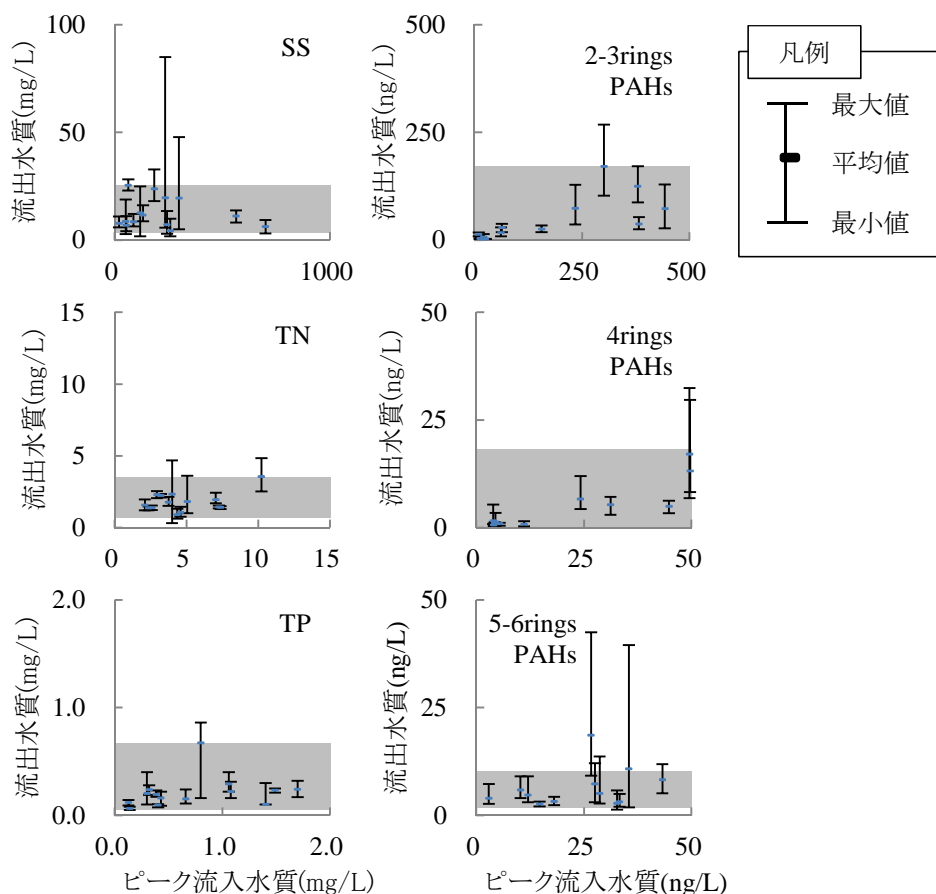 SS
流出水質(mg/L)
100
50
0
0
1000
2-3rings
PAHs
流出水質(ng/L)
500
250
0
0
250
500
凡例
最大値
平均値
最小値
TN
流出水質(mg/L)
15
10
5
0
0
5
10
15
4rings
PAHs
流出水質(ng/L)
50
25
0
0
25
50
TP
流出水質(mg/L)
2.0
1.0
0.0
0.0
1.0
2.0
ピーク流入水質(mg/L)
5-6rings
PAHs
流出水質(ng/L)
50
25
0
0
25
50
ピーク流入水質(ng/L)